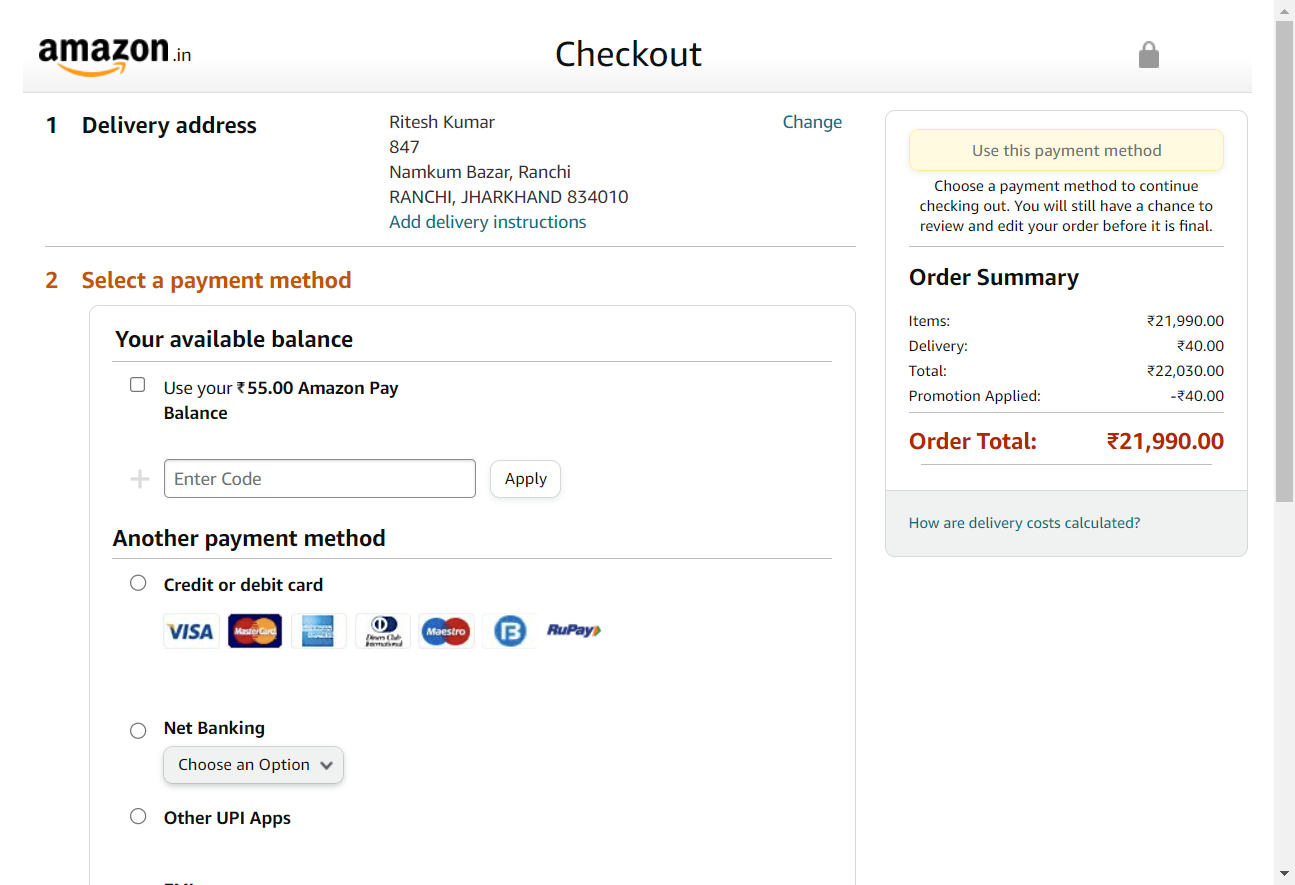 amazon.in
Checkout
1 Delivery address
Ritesh Kumar
847
Namkum Bazar, Ranchi
RANCHI, JHARKHAND 834010
Add delivery instructions
Change
2 Select a payment method
Your available balance
Use your ₹55.00 Amazon Pay
Balance
Enter Code
Apply
Another payment method
Credit or debit card
VISA MasterCard Diners Club International Maestro B RuPay
Net Banking
Choose an Option
Other UPI Apps
Use this payment method
Choose a payment method to continue
checking out. You will still have a chance to
review and edit your order before it is final.
Order Summary
Items: ₹21,990.00
Delivery: ₹40.00
Total: ₹22,030.00
Promotion Applied: -₹40.00
Order Total: ₹21,990.00
How are delivery costs calculated?